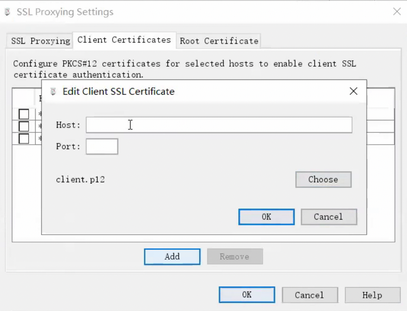 SSL Proxying Settings
SSL Proxying
Client Certificates
Root Certificate
Configure PKCS#12 certificates for selected hosts to enable client SSL
certificate authentication.
Edit Client SSL Certificate
Host:
Port:
client.p12
Choose
OK
Cancel
Add
Remove
OK
Cancel
Help